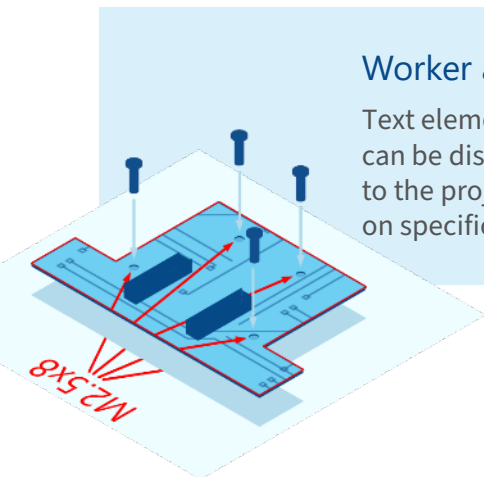 Worker
Text eleme
can be dis
to the proj
on specific
M2.5x8